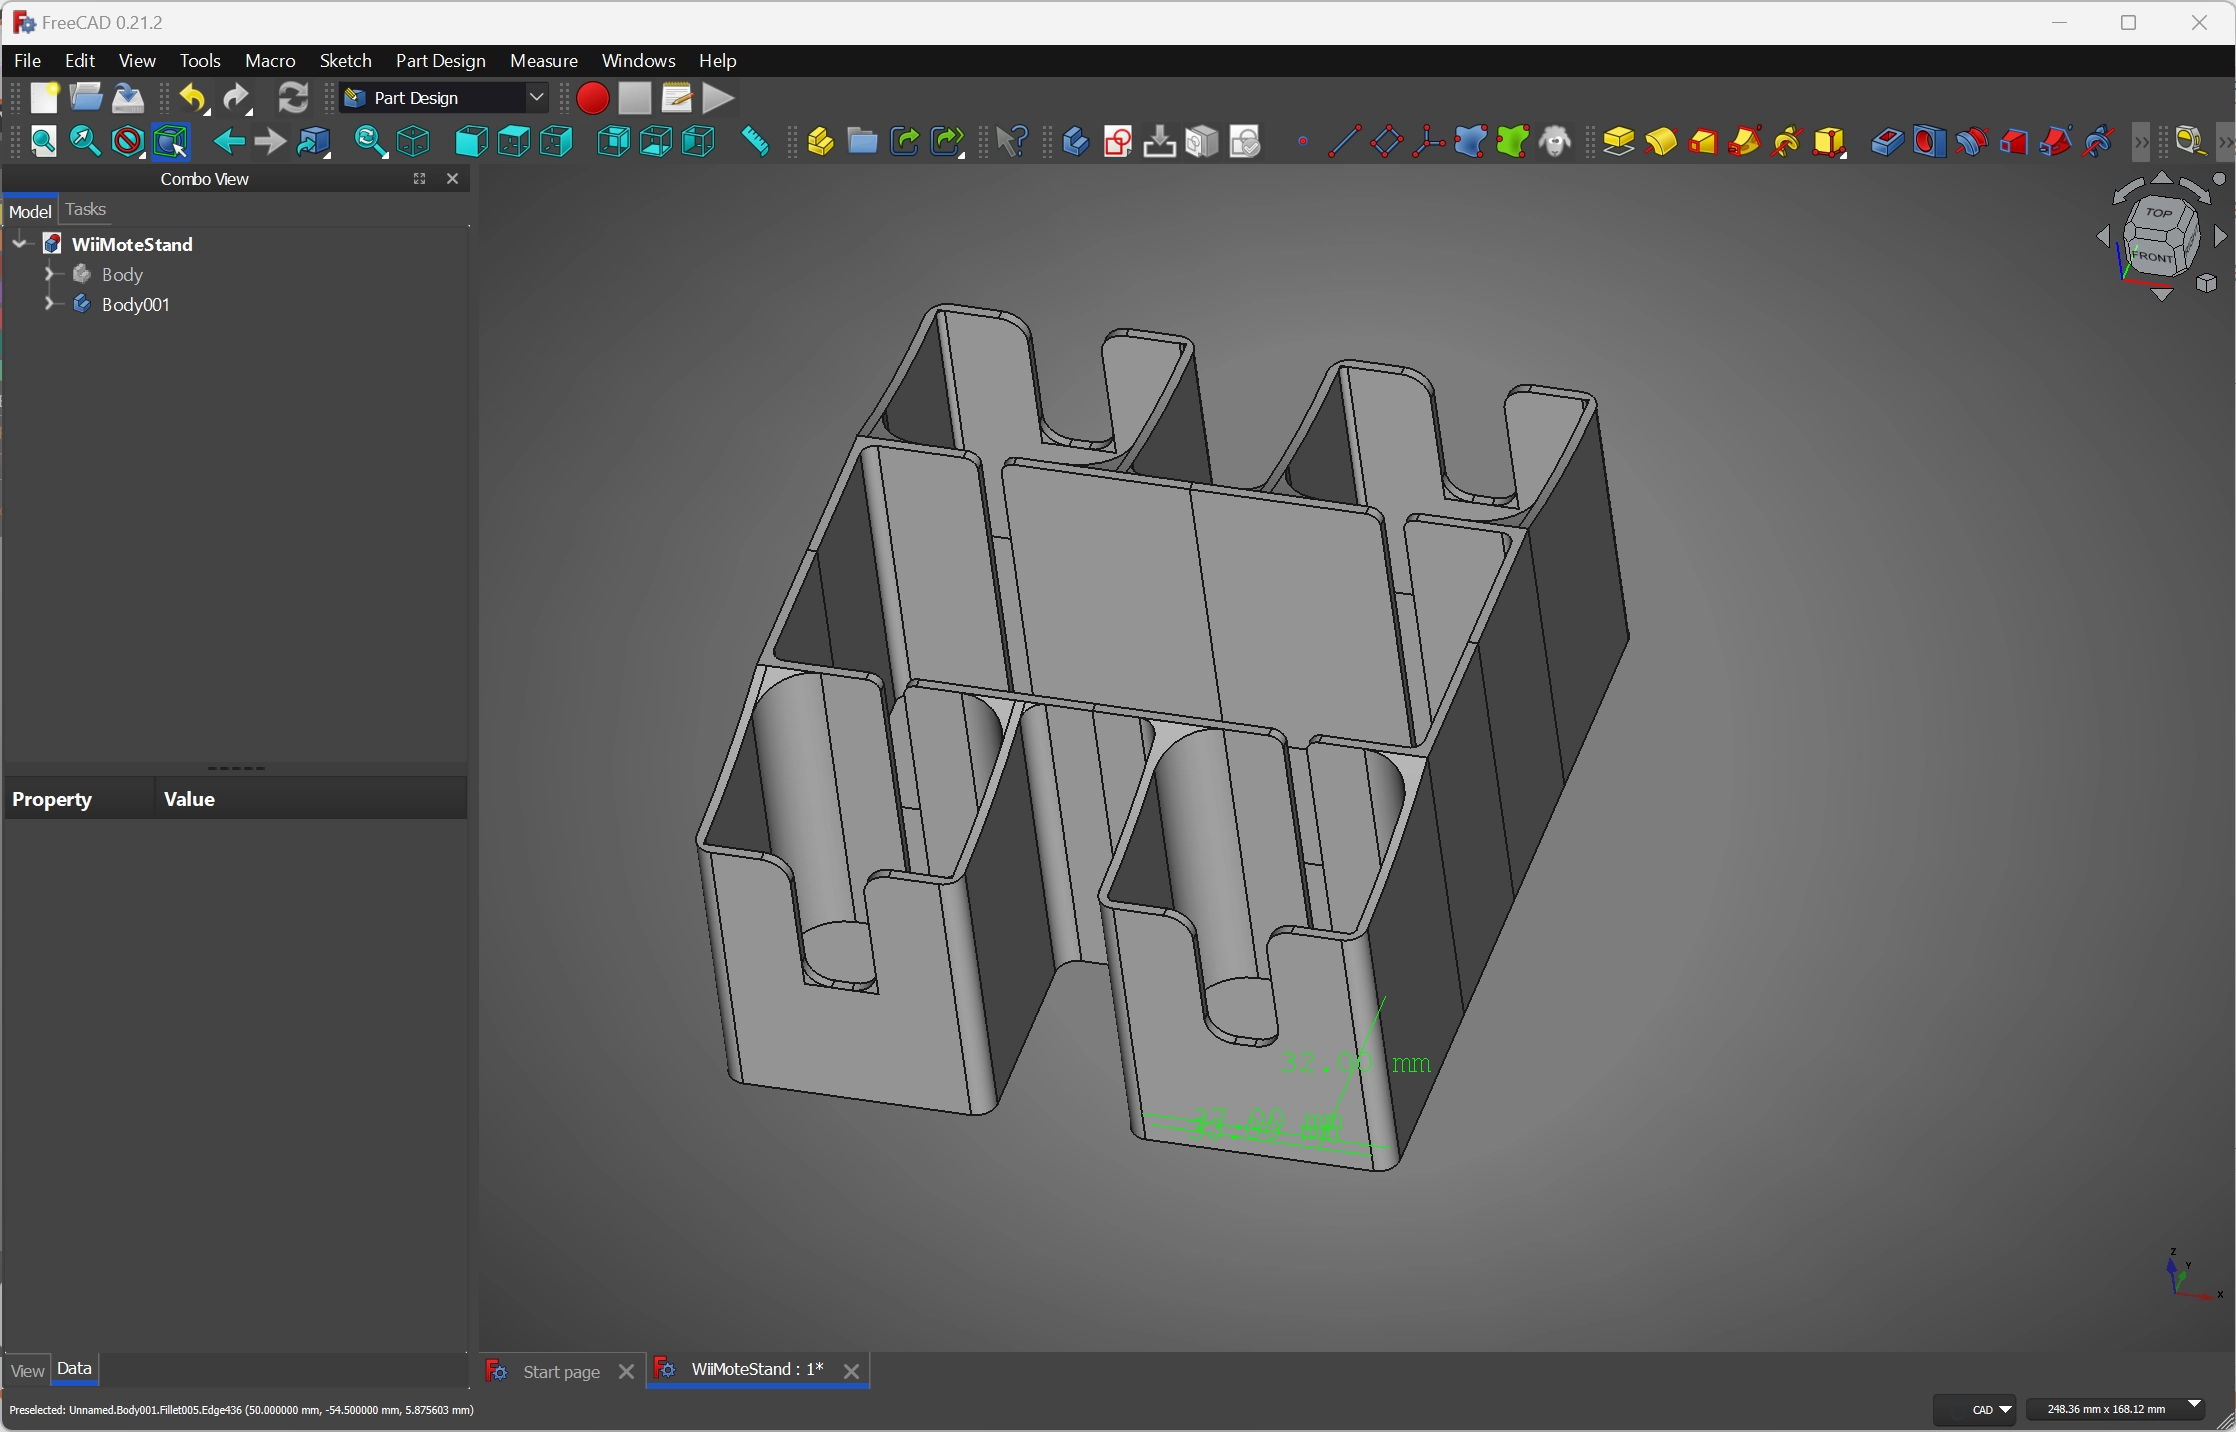 FreeCAD 0.21.2
File Edit View Tools Macro Sketch Part Design Measure Windows Help
Part Design
Combo View
Model Tasks
WiiMoteStand
Body
Body001
TOP
FRONT
32.00 mm
Property Value
View Data
Start page
WiiMoteStand : 1*
Z
Y
X
Preselected: Unnamed.Body001.Fillet005.Edge436 (50.000000 mm, -54.500000 mm, 5.875603 mm)
CAD
248.36 mm x 168.12 mm